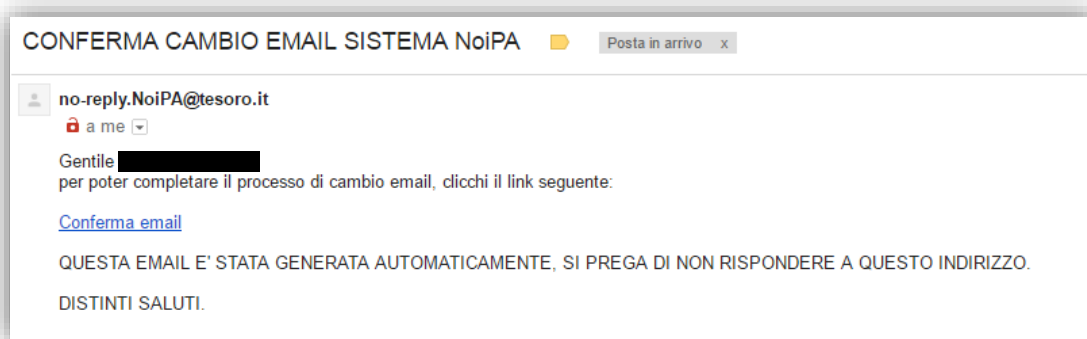 CONFERMA CAMBIO EMAIL SISTEMA NoiPA Posta in arrivo x
no-reply.NoiPA@tesoro.it
a me
Gentile
per poter completare il processo di cambio email, clicchi il link seguente:
Conferma email
QUESTA EMAIL E' STATA GENERATA AUTOMATICAMENTE, SI PREGA DI NON RISPONDERE A QUESTO INDIRIZZO.
DISTINTI SALUTI.